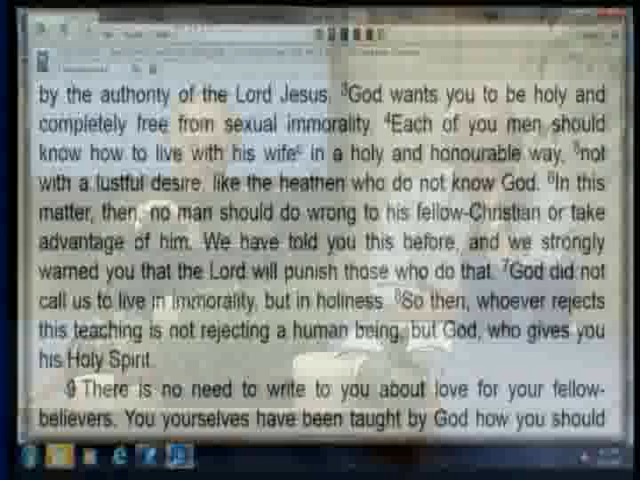 by the authority of the Lord Jesus. ³God wants you to be holy and
completely free from sexual immorality. ⁴Each of you men should
know how to live with his wifeᶜ in a holy and honourable way, ⁵not
with a lustful desire, like the heathen who do not know God. ⁶In this
matter, then, no man should do wrong to his fellow-Christian or take
advantage of him. We have told you this before, and we strongly
warned you that the Lord will punish those who do that. ⁷God did not
call us to live in immorality, but in holiness. ⁸So then, whoever rejects
this teaching is not rejecting a human being, but God, who gives you
his Holy Spirit.
9 There is no need to write to you about love for your fellow-
believers. You yourselves have been taught by God how you should